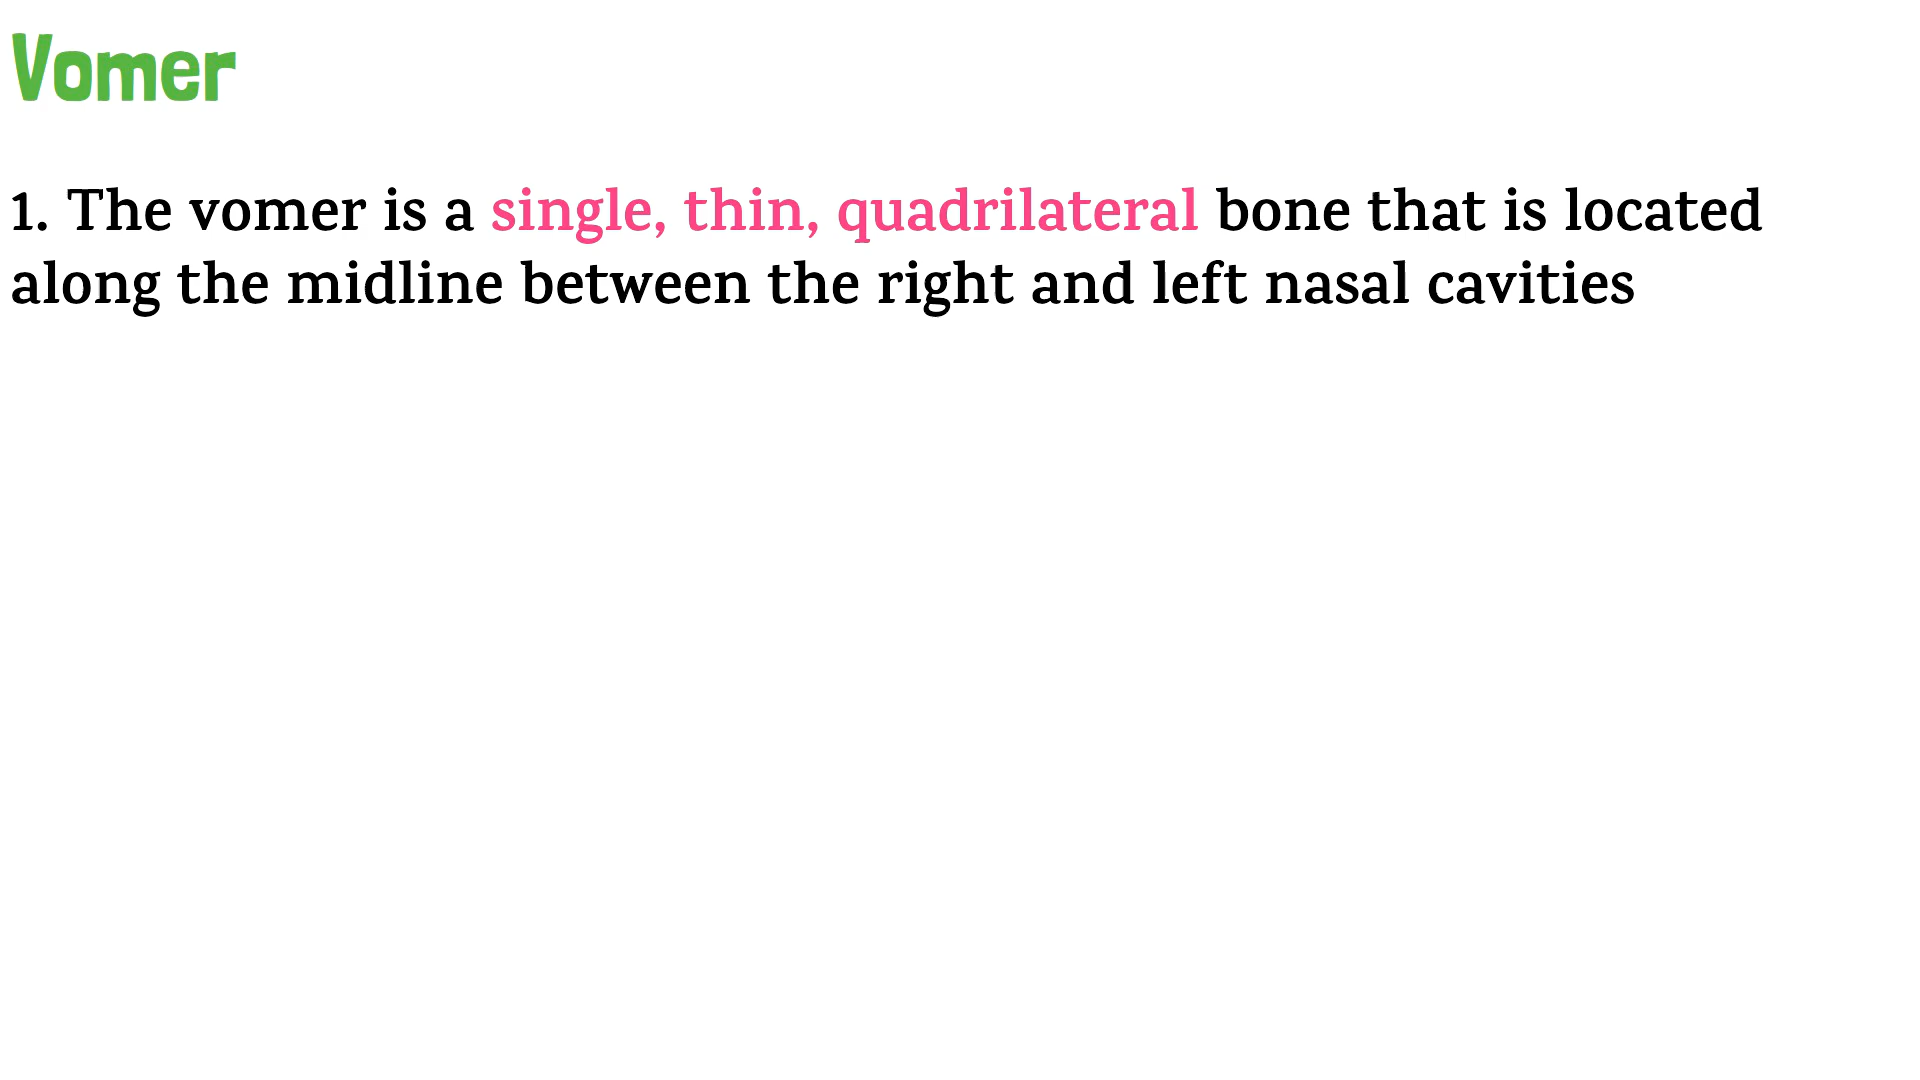 Vomer
1. The vomer is a single, thin, quadrilateral bone that is located
along the midline between the right and left nasal cavities